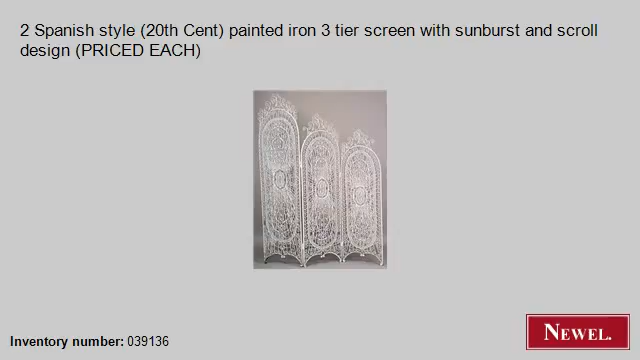 2 Spanish style (20th Cent) painted iron 3 tier screen with sunburst and scroll
design (PRICED EACH)
Inventory number: 039136
NEWEL.